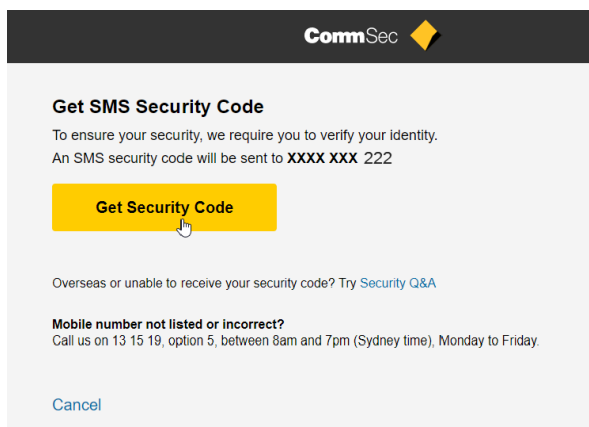 CommSec
Get SMS Security Code
To ensure your security, we require you to verify your identity.
An SMS security code will be sent to XXXX XXX 222
Get Security Code
Overseas or unable to receive your security code? Try Security Q&A
Mobile number not listed or incorrect?
Call us on 13 15 19, option 5, between 8am and 7pm (Sydney time), Monday to Friday.
Cancel